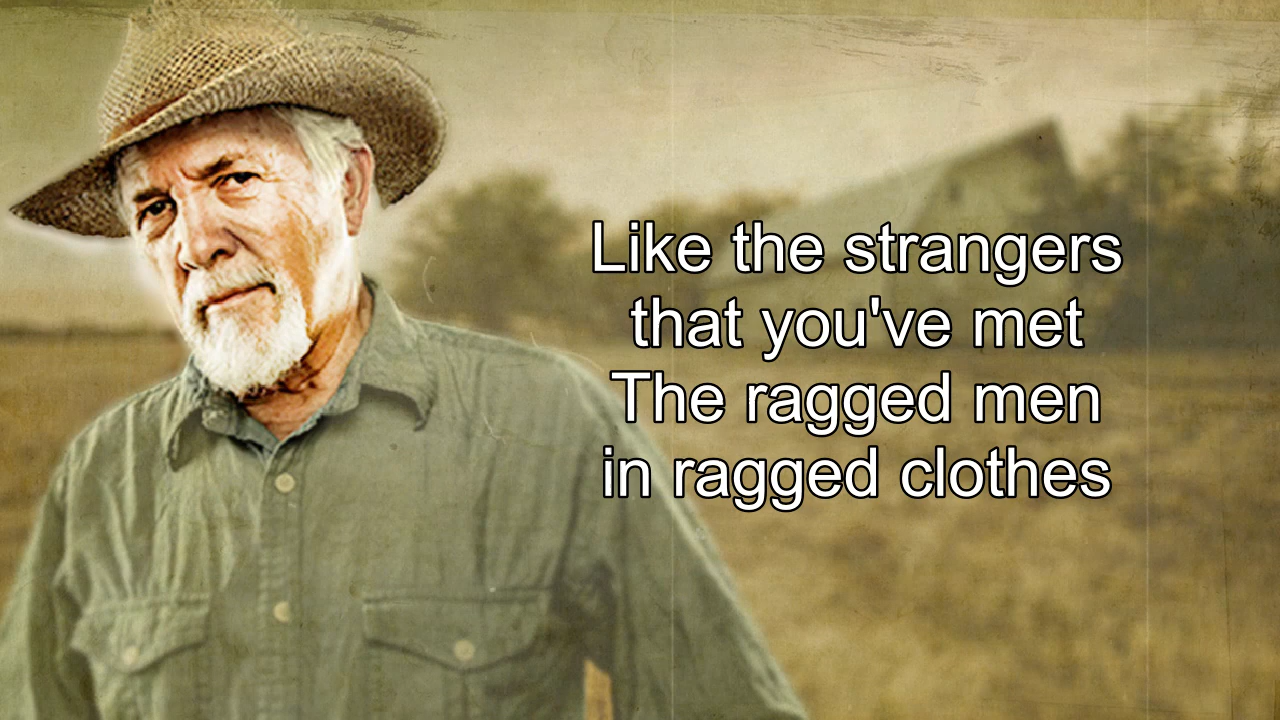 Like the strangers
that you've met
The ragged men
in ragged clothes